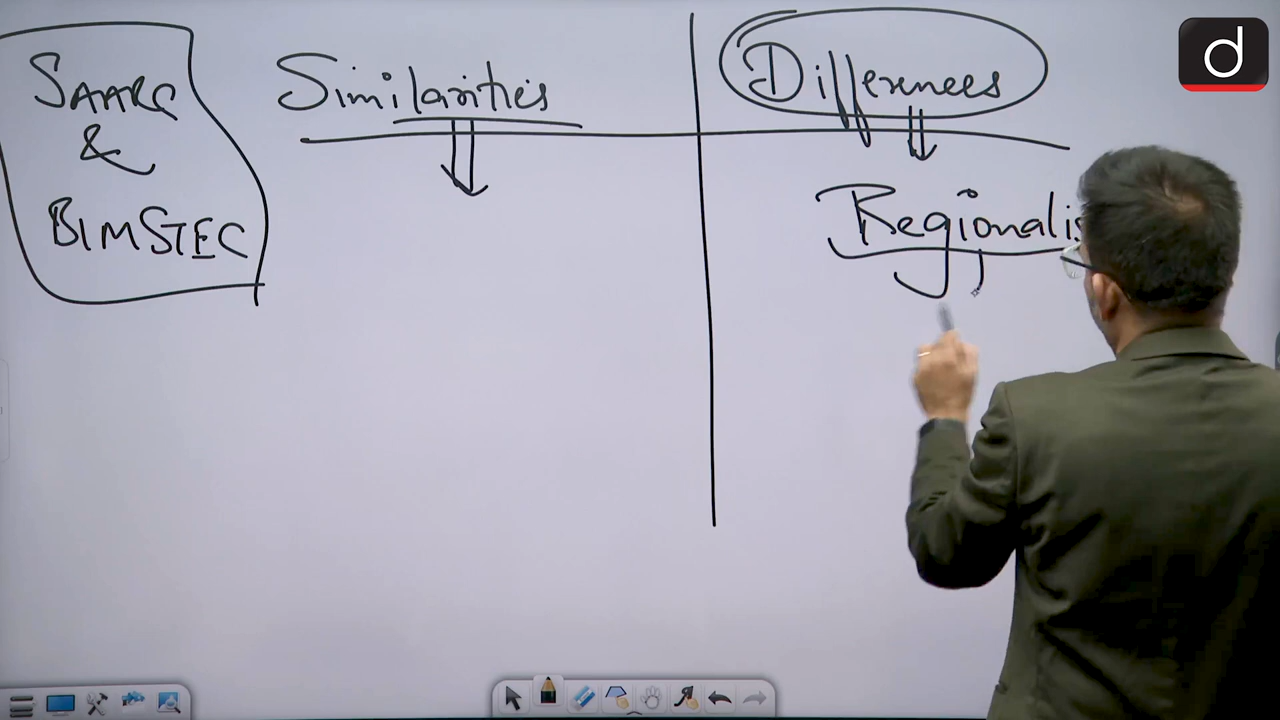 SAARC
&
BIMSTEC
Similarities
Differences
Regionalis
d